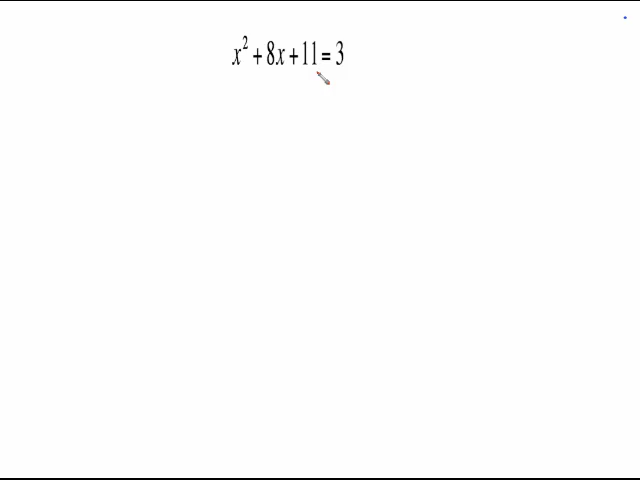 x² + 8x + 11 = 3